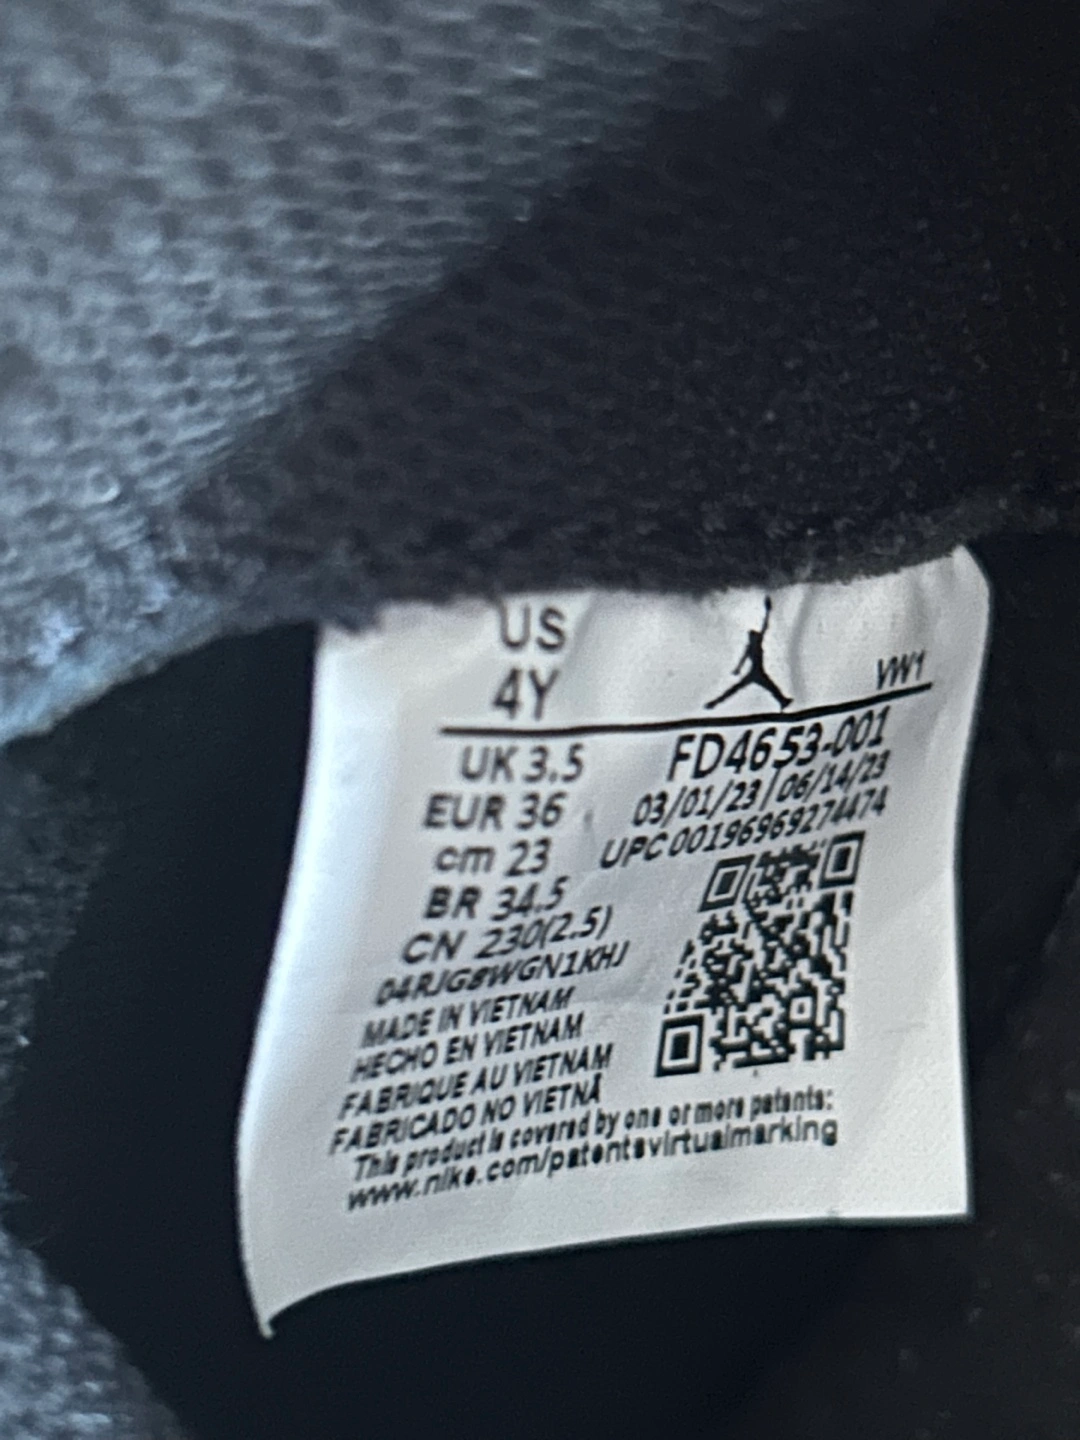 US
4Y
VW1
UK 3.5
EUR 36
cm 23
BR 34.5
CN 230(2.5)
FD4653-001
03/01/23 | 06/14/23
UPC 00196969274474
04RJG8WGN1KHJ
MADE IN VIETNAM
HECHO EN VIETNAM
FABRIQUE AU VIETNAM
FABRICADO NO VIETNÃ
This product is covered by one or more patents:
www.nike.com/patentsvirtualmarking